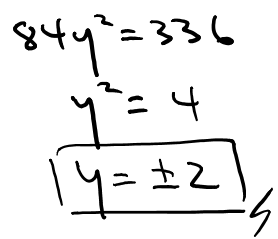 84y² = 336
y² = 4
y = ±2